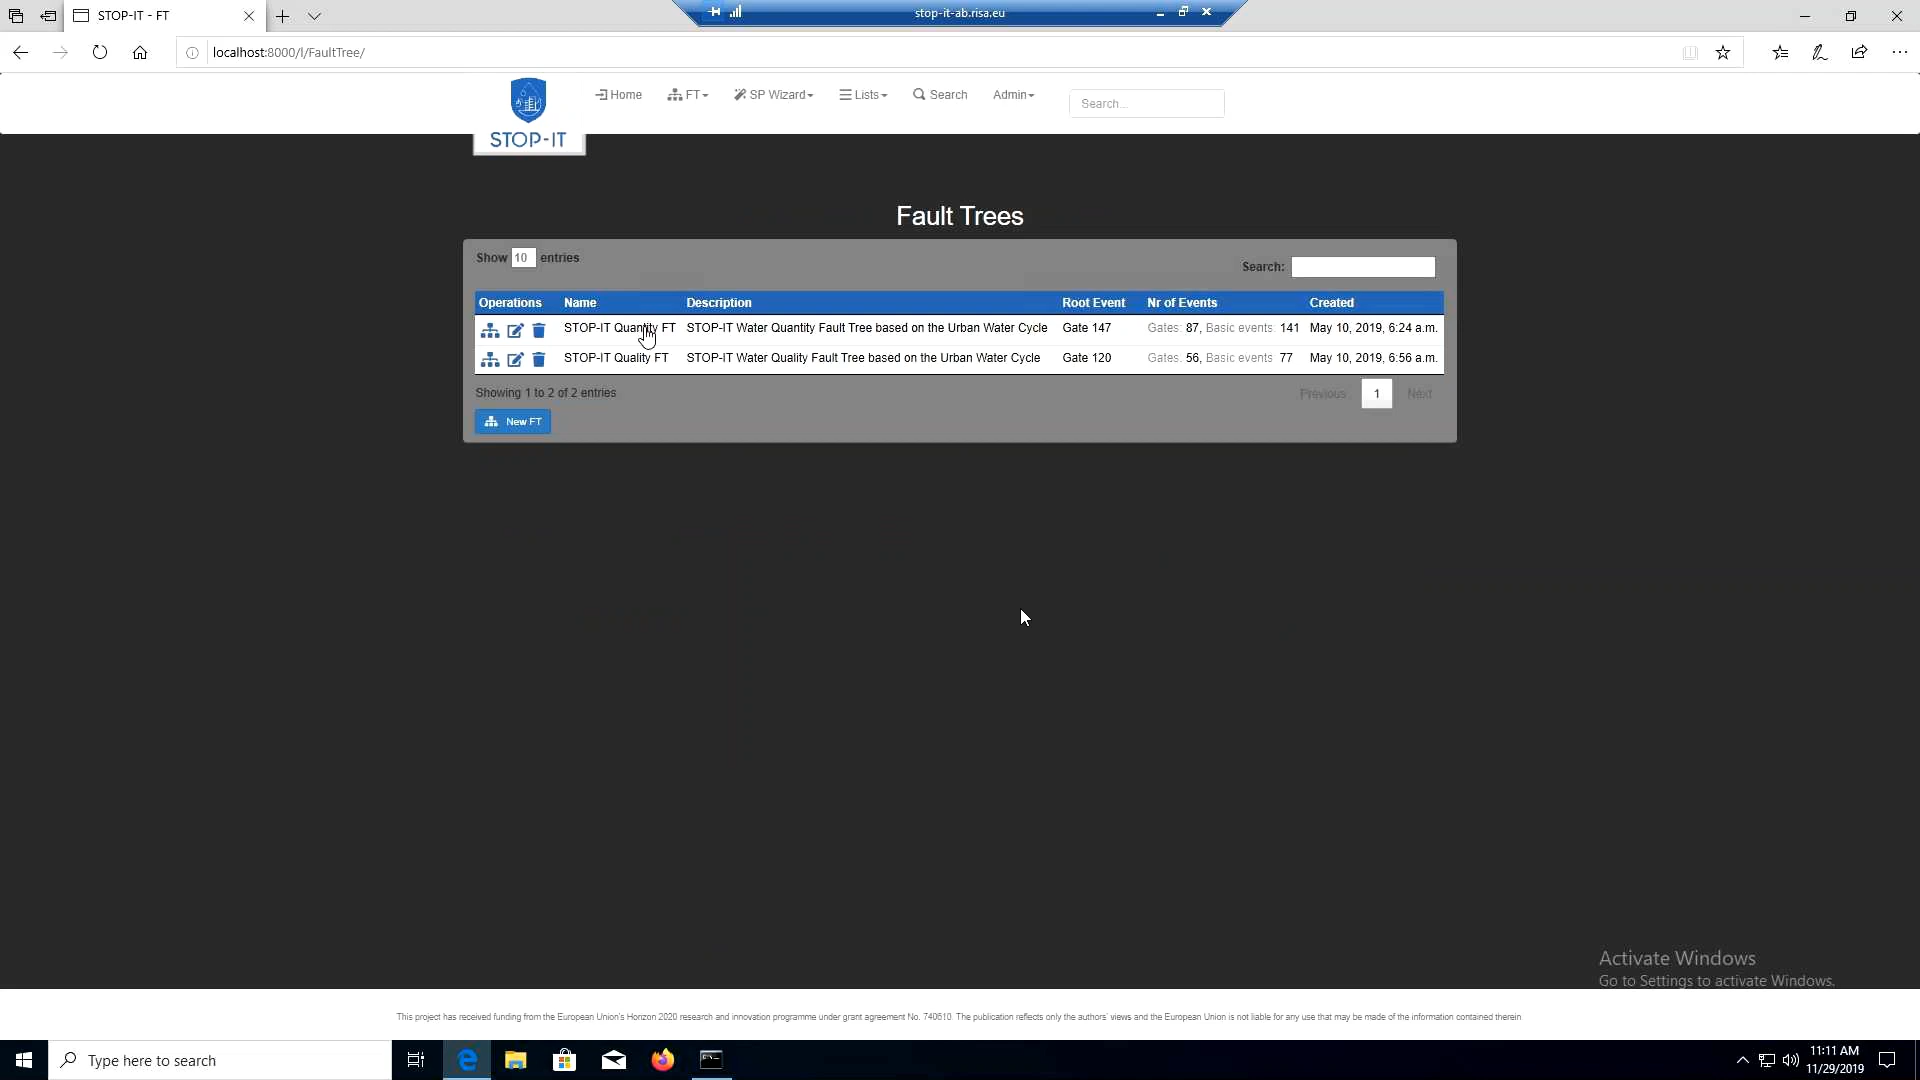 STOP-IT - FT
stop-it-ab.risa.eu
localhost:8000/l/FaultTree/
STOP-IT
Home
FT
SP Wizard
Lists
Search
Admin
Search...
Fault Trees
Show 10 entries
Search:
Operations Name Description Root Event Nr of Events Created
STOP-IT Quantity FT STOP-IT Water Quantity Fault Tree based on the Urban Water Cycle Gate 147 Gates: 87, Basic events: 141 May 10, 2019, 6:24 a.m.
STOP-IT Quality FT STOP-IT Water Quality Fault Tree based on the Urban Water Cycle Gate 120 Gates: 56, Basic events: 77 May 10, 2019, 6:56 a.m.
Showing 1 to 2 of 2 entries
Previous 1 Next
New FT
Activate Windows
Go to Settings to activate Windows.
This project has received funding from the European Union's Horizon 2020 research and innovation programme under grant agreement No. 740610. The publication reflects only the authors' views and the European Union is not liable for any use that may be made of the information contained therein.
Type here to search
11:11 AM
11/29/2019